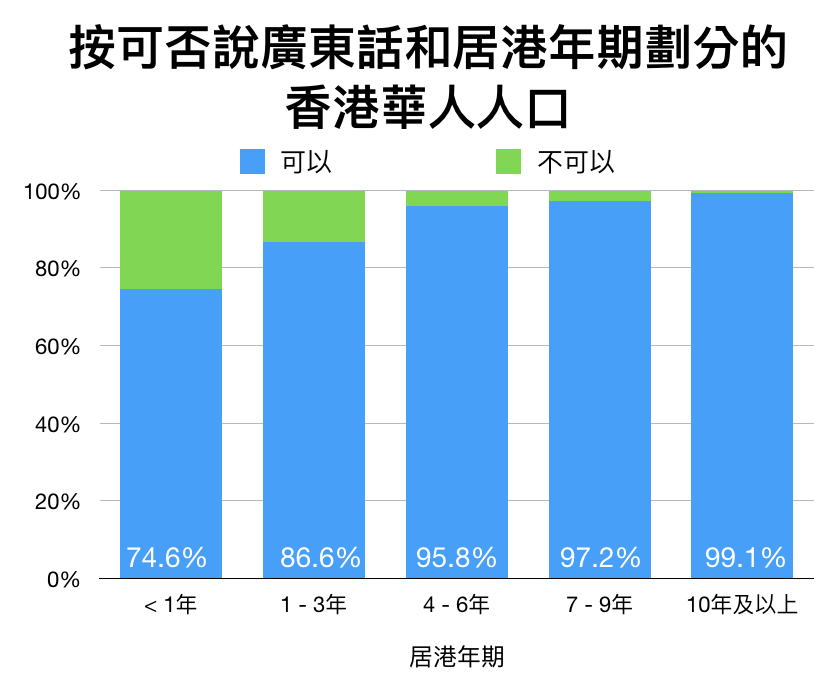 按可否說廣東話和居港年期劃分的
香港華人人口
可以
不可以
100%
80%
60%
40%
20%
0%
74.6%
86.6%
95.8%
97.2%
99.1%
< 1年
1 - 3年
4 - 6年
7 - 9年
10年及以上
居港年期